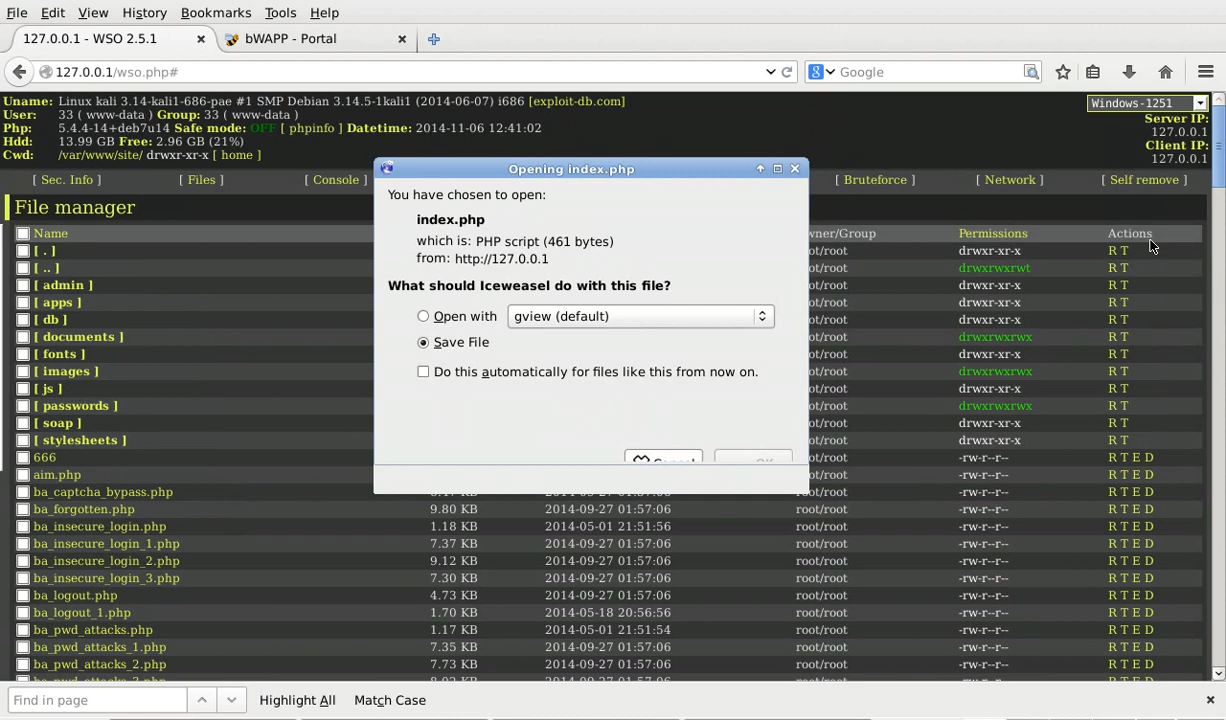 File Edit View History Bookmarks Tools Help
127.0.0.1 - WSO 2.5.1 bWAPP - Portal
127.0.0.1/wso.php# Google
Uname: Linux kali 3.14-kali1-686-pae #1 SMP Debian 3.14.5-1kali1 (2014-06-07) i686 [exploit-db.com] Windows-1251
User: 33 ( www-data ) Group: 33 ( www-data ) Server IP:
Php: 5.4.4-14+deb7u14 Safe mode: OFF [ phpinfo ] Datetime: 2014-11-06 12:41:02 127.0.0.1
Hdd: 13.99 GB Free: 2.96 GB (21%) Client IP:
Cwd: /var/www/site/ drwxr-xr-x [ home ] 127.0.0.1
[ Sec. Info ] [ Files ] [ Console ] [ Bruteforce ] [ Network ] [ Self remove ]
Opening index.php
You have chosen to open:
index.php
which is: PHP script (461 bytes)
from: http://127.0.0.1
What should Iceweasel do with this file?
Open with gview (default)
Save File
Do this automatically for files like this from now on.
File manager
Name wner/Group Permissions Actions
[ . ] ot/root drwxr-xr-x R T
[ .. ] ot/root drwxrwxrwt R T
[ admin ] ot/root drwxr-xr-x R T
[ apps ] ot/root drwxr-xr-x R T
[ db ] ot/root drwxr-xr-x R T
[ documents ] ot/root drwxrwxrwx R T
[ fonts ] ot/root drwxr-xr-x R T
[ images ] ot/root drwxrwxrwx R T
[ js ] ot/root drwxr-xr-x R T
[ passwords ] ot/root drwxrwxrwx R T
[ soap ] ot/root drwxr-xr-x R T
[ stylesheets ] ot/root drwxr-xr-x R T
666 ot/root -rw-r--r-- R T E D
aim.php ot/root -rw-r--r-- R T E D
ba_captcha_bypass.php root/root -rw-r--r-- R T E D
ba_forgotten.php 9.80 KB 2014-09-27 01:57:06 root/root -rw-r--r-- R T E D
ba_insecure_login.php 1.18 KB 2014-05-01 21:51:56 root/root -rw-r--r-- R T E D
ba_insecure_login_1.php 7.37 KB 2014-09-27 01:57:06 root/root -rw-r--r-- R T E D
ba_insecure_login_2.php 9.12 KB 2014-09-27 01:57:06 root/root -rw-r--r-- R T E D
ba_insecure_login_3.php 7.30 KB 2014-09-27 01:57:06 root/root -rw-r--r-- R T E D
ba_logout.php 4.73 KB 2014-09-27 01:57:06 root/root -rw-r--r-- R T E D
ba_logout_1.php 1.70 KB 2014-05-18 20:56:56 root/root -rw-r--r-- R T E D
ba_pwd_attacks.php 1.17 KB 2014-05-01 21:51:54 root/root -rw-r--r-- R T E D
ba_pwd_attacks_1.php 7.35 KB 2014-09-27 01:57:06 root/root -rw-r--r-- R T E D
ba_pwd_attacks_2.php 7.73 KB 2014-09-27 01:57:06 root/root -rw-r--r-- R T E D
Find in page Highlight All Match Case